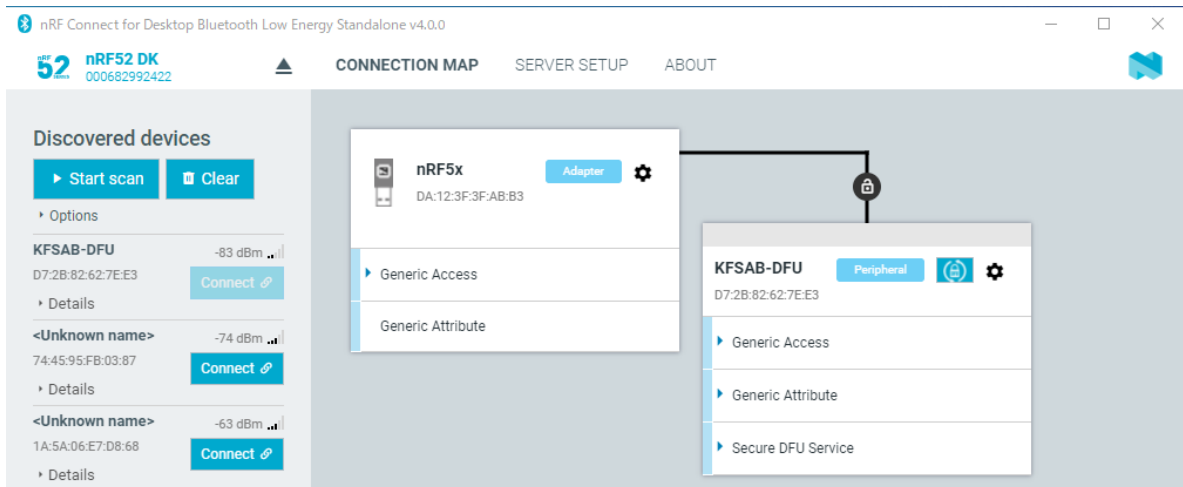 nRF Connect for Desktop Bluetooth Low Energy Standalone v4.0.0
nRF52 DK
000682992422
CONNECTION MAP SERVER SETUP ABOUT
Discovered devices
Start scan Clear
Options
KFSAB-DFU -83 dBm
D7:2B:82:62:7E:E3 Connect
Details
<Unknown name> -74 dBm
74:45:95:FB:03:87 Connect
Details
<Unknown name> -63 dBm
1A:5A:06:E7:D8:68 Connect
Details
nRF5x Adapter
DA:12:3F:3F:AB:B3
Generic Access
Generic Attribute
KFSAB-DFU Peripheral
D7:2B:82:62:7E:E3
Generic Access
Generic Attribute
Secure DFU Service